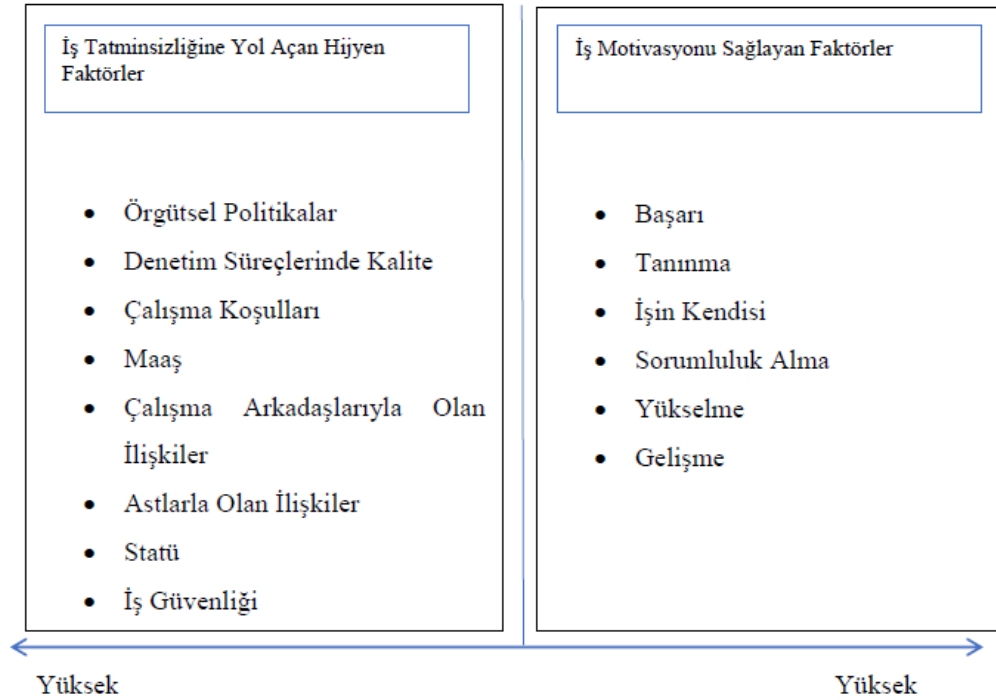 İş Tatminsizliğine Yol Açan Hijyen
Faktörler
• Örgütsel Politikalar
• Denetim Süreçlerinde Kalite
• Çalışma Koşulları
• Maaş
• Çalışma Arkadaşlarıyla Olan
İlişkiler
• Astlarla Olan İlişkiler
• Statü
• İş Güvenliği
İş Motivasyonu Sağlayan Faktörler
• Başarı
• Tanınma
• İşin Kendisi
• Sorumluluk Alma
• Yükselme
• Gelişme
Yüksek
Yüksek